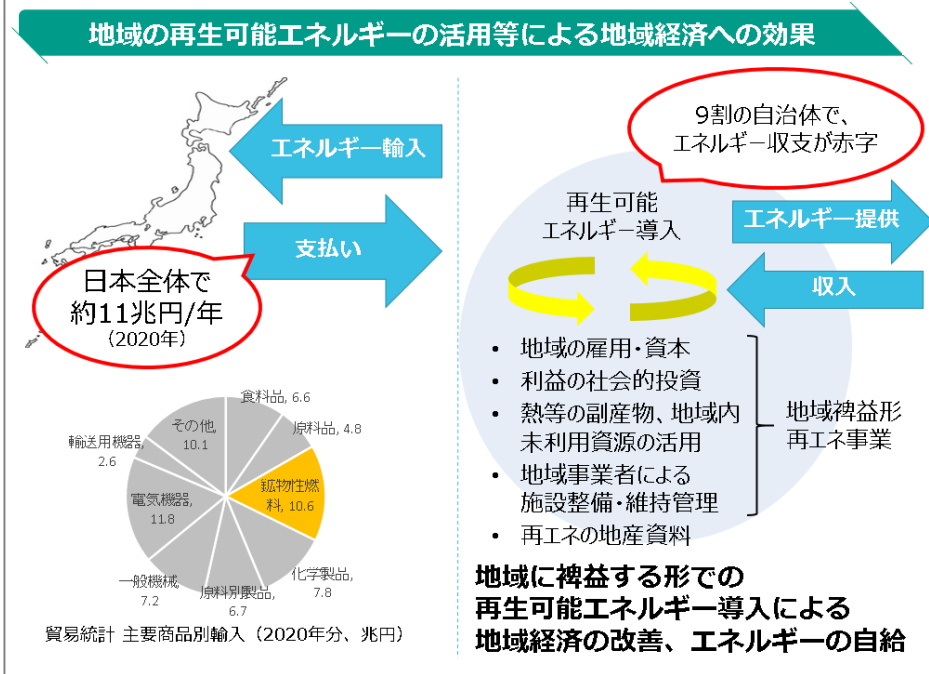 地域の再生可能エネルギーの活用等による地域経済への効果
エネルギー輸入
支払い
日本全体で
約11兆円/年
(2020年)
食料品, 6.6
原料品, 4.8
鉱物性燃
料, 10.6
化学製品,
7.8
原料別製品,
6.7
一般機械,
7.2
電気機器,
11.8
輸送用機器,
2.6
その他,
10.1
貿易統計 主要商品別輸入（2020年分、兆円）
9割の自治体で、
エネルギー収支が赤字
再生可能
エネルギー導入
エネルギー提供
収入
• 地域の雇用・資本
• 利益の社会的投資
• 熱等の副産物、地域内
未利用資源の活用
• 地域事業者による
施設整備・維持管理
• 再エネの地産資料
地域裨益形
再エネ事業
地域に裨益する形での
再生可能エネルギー導入による
地域経済の改善、エネルギーの自給